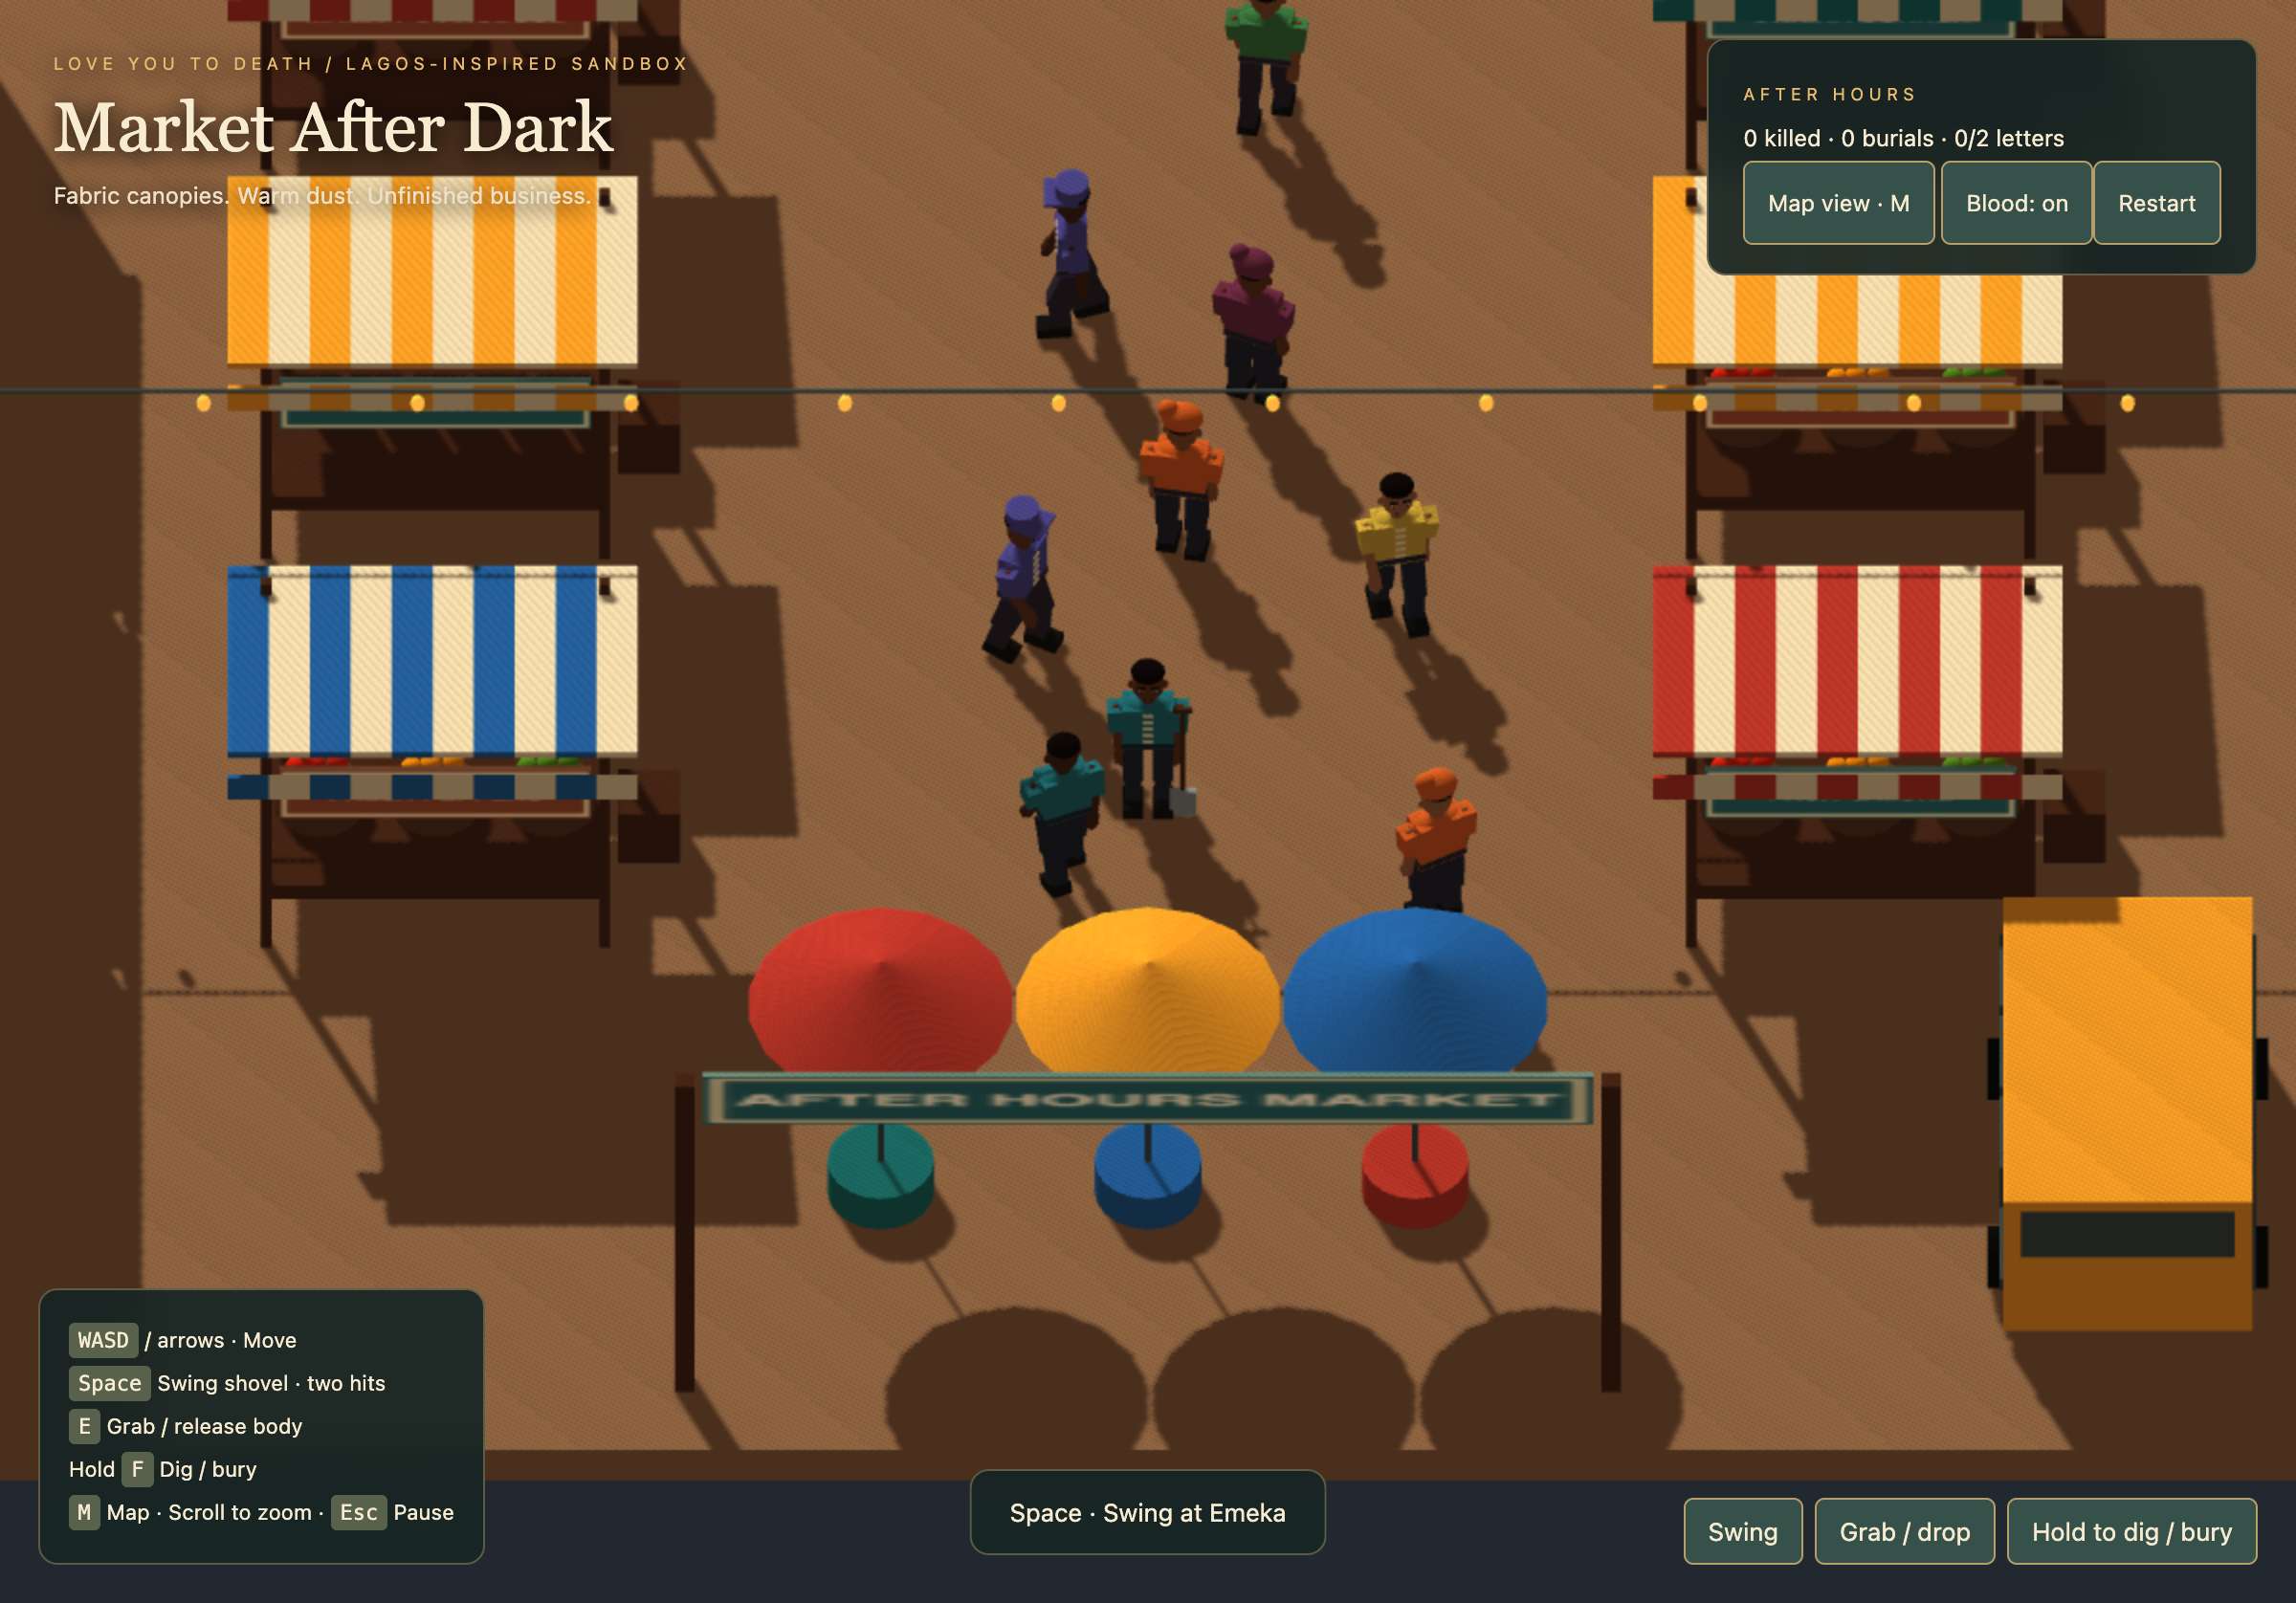 LOVE YOU TO DEATH / LAGOS-INSPIRED SANDBOX
Market After Dark
Fabric canopies. Warm dust. Unfinished business.
AFTER HOURS
0 killed · 0 burials · 0/2 letters
Map view · M
Blood: on
Restart
AFTER HOURS MARKET
WASD / arrows · Move
Space Swing shovel · two hits
E Grab / release body
Hold F Dig / bury
M Map · Scroll to zoom · Esc Pause
Space · Swing at Emeka
Swing
Grab / drop
Hold to dig / bury